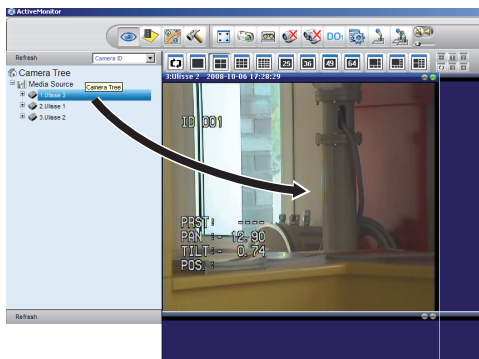 ActiveMonitor
DO!
Refresh
Camera ID
25 36 49 64
3:Ulisse 2 2008-10-06 17:28:29
Camera Tree
Media Source
Camera Tree
1.Ulisse 3
2.Ulisse 1
3.Ulisse 2
ID 001
PRST: ----
PAN :- 12.90
TILT:- 0.74
POS. :
Refresh